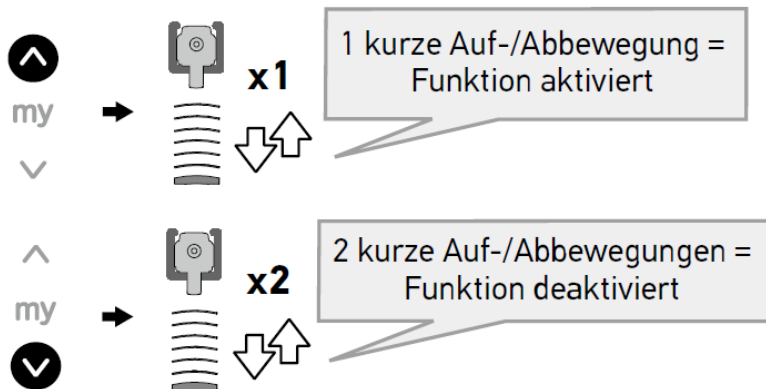 1 kurze Auf-/Abbewegung =
Funktion aktiviert
x1
my
2 kurze Auf-/Abbewegungen =
Funktion deaktiviert
x2
my